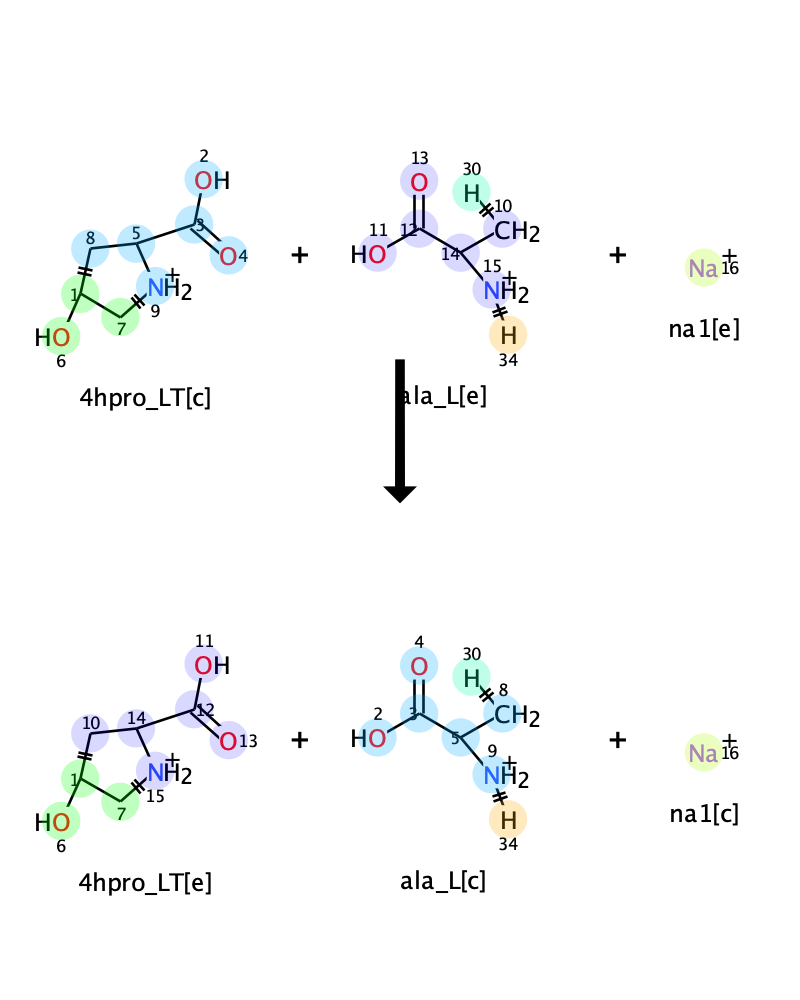 2
OH
3
O4
5
8
+
NH2
9
1
7
HO
6
4hpro_LT[c]
+
13
O
30
H
10
CH2
11
12
HO
14
15
+
NH2
H
34
ala_L[e]
+
Na+
16
na1[e]
11
OH
12
O13
14
10
+
NH2
15
1
7
HO
6
4hpro_LT[e]
+
4
O
30
H
8
CH2
2
3
HO
5
9
+
NH2
H
34
ala_L[c]
+
Na+
16
na1[c]